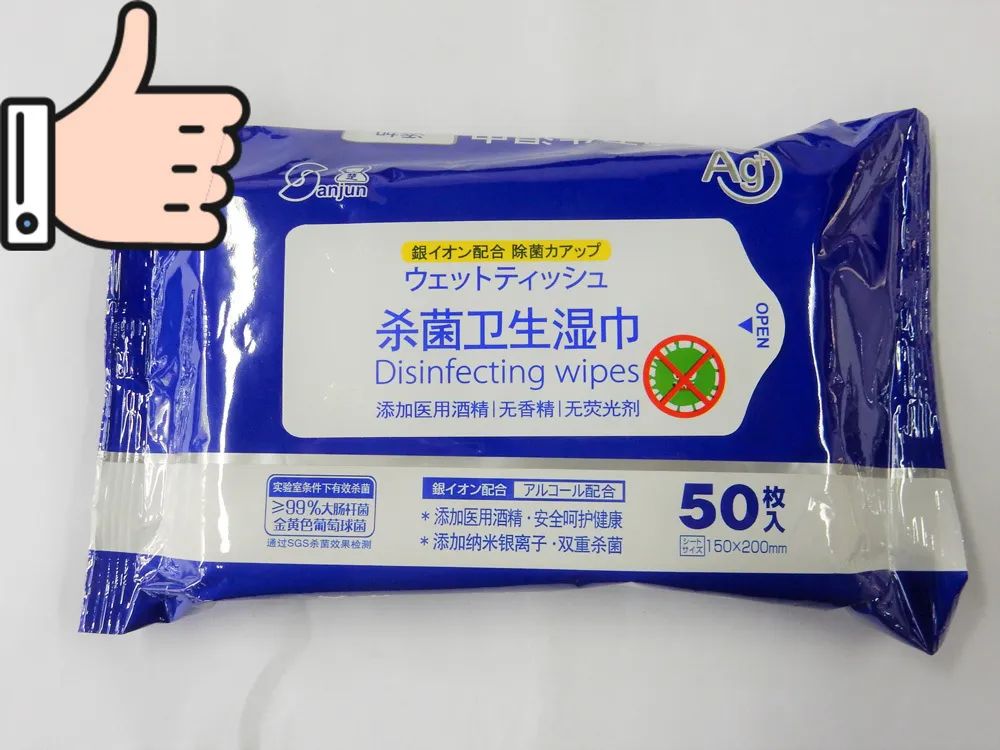 Sanjun
Ag+
銀イオン配合 除菌力アップ
ウェットティッシュ
杀菌卫生湿巾
Disinfecting wipes
添加医用酒精|无香精|无荧光剂
OPEN
实验室条件下有效杀菌
≥99%大肠杆菌
金黄色葡萄球菌
通过SGS杀菌效果检测
銀イオン配合 アルコール配合
*添加医用酒精·安全呵护健康
*添加纳米银离子·双重杀菌
50枚入
シートサイズ 150×200mm